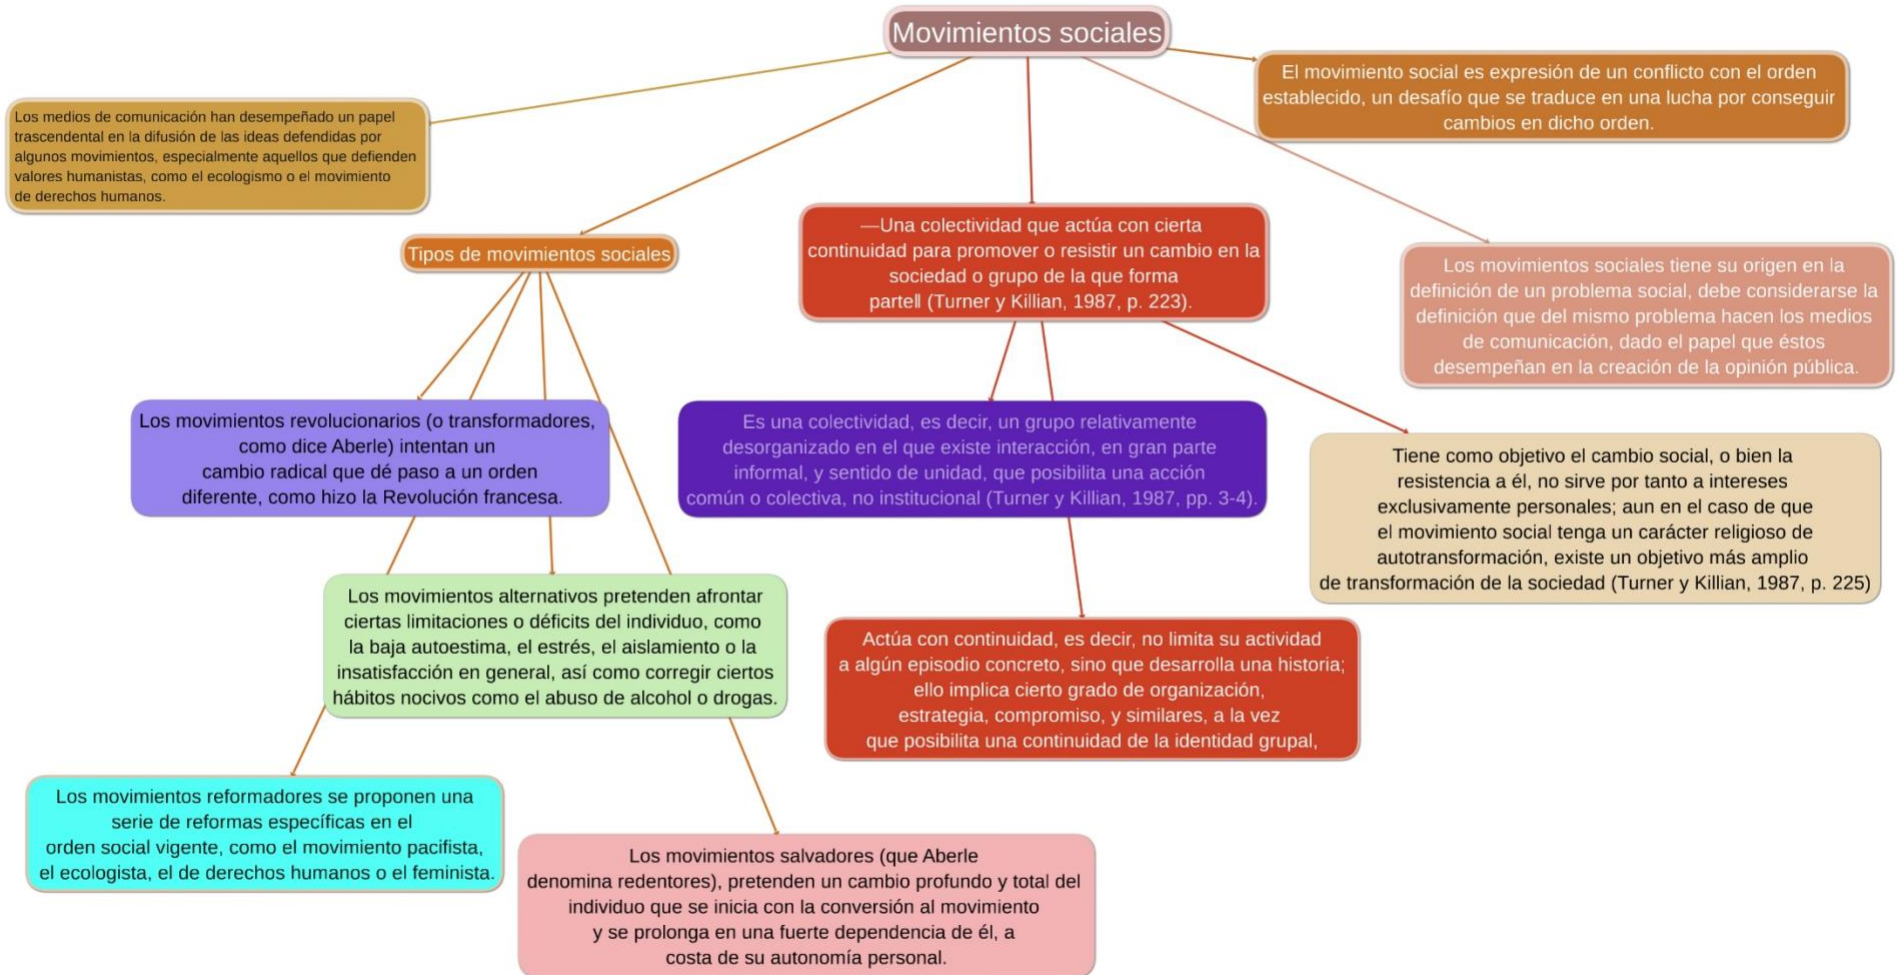 Movimientos sociales
El movimiento social es expresión de un conflicto con el orden
establecido, un desafío que se traduce en una lucha por conseguir
cambios en dicho orden.
Los medios de comunicación han desempeñado un papel
trascendental en la difusión de las ideas defendidas por
algunos movimientos, especialmente aquellos que defienden
valores humanistas, como el ecologismo o el movimiento
de derechos humanos.
Tipos de movimientos sociales
―Una colectividad que actúa con cierta
continuidad para promover o resistir un cambio en la
sociedad o grupo de la que forma
parte‖ (Turner y Killian, 1987, p. 223).
Los movimientos sociales tiene su origen en la
definición de un problema social, debe considerarse la
definición que del mismo problema hacen los medios
de comunicación, dado el papel que éstos
desempeñan en la creación de la opinión pública.
Los movimientos revolucionarios (o transformadores,
como dice Aberle) intentan un
cambio radical que dé paso a un orden
diferente, como hizo la Revolución francesa.
Es una colectividad, es decir, un grupo relativamente
desorganizado en el que existe interacción, en gran parte
informal, y sentido de unidad, que posibilita una acción
común o colectiva, no institucional (Turner y Killian, 1987, pp. 3-4).
Tiene como objetivo el cambio social, o bien la
resistencia a él, no sirve por tanto a intereses
exclusivamente personales; aun en el caso de que
el movimiento social tenga un carácter religioso de
autotransformación, existe un objetivo más amplio
de transformación de la sociedad (Turner y Killian, 1987, p. 225)
Los movimientos alternativos pretenden afrontar
ciertas limitaciones o déficits del individuo, como
la baja autoestima, el estrés, el aislamiento o la
insatisfacción en general, así como corregir ciertos
hábitos nocivos como el abuso de alcohol o drogas.
Actúa con continuidad, es decir, no limita su actividad
a algún episodio concreto, sino que desarrolla una historia;
ello implica cierto grado de organización,
estrategia, compromiso, y similares, a la vez
que posibilita una continuidad de la identidad grupal,
Los movimientos reformadores se proponen una
serie de reformas específicas en el
orden social vigente, como el movimiento pacifista,
el ecologista, el de derechos humanos o el feminista.
Los movimientos salvadores (que Aberle
denomina redentores), pretenden un cambio profundo y total del
individuo que se inicia con la conversión al movimiento
y se prolonga en una fuerte dependencia de él, a
costa de su autonomía personal.